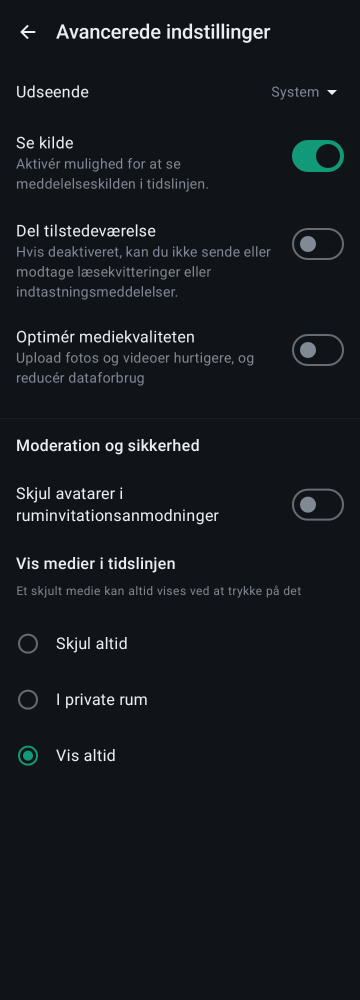 Avancerede indstillinger
Udseende System
Se kilde
Aktivér mulighed for at se
meddelelseskilden i tidslinjen.
Del tilstedeværelse
Hvis deaktiveret, kan du ikke sende eller
modtage læsekvitteringer eller
indtastningsmeddelelser.
Optimér mediekvaliteten
Upload fotos og videoer hurtigere, og
reducér dataforbrug
Moderation og sikkerhed
Skjul avatarer i
ruminvitationsanmodninger
Vis medier i tidslinjen
Et skjult medie kan altid vises ved at trykke på det
Skjul altid
I private rum
Vis altid